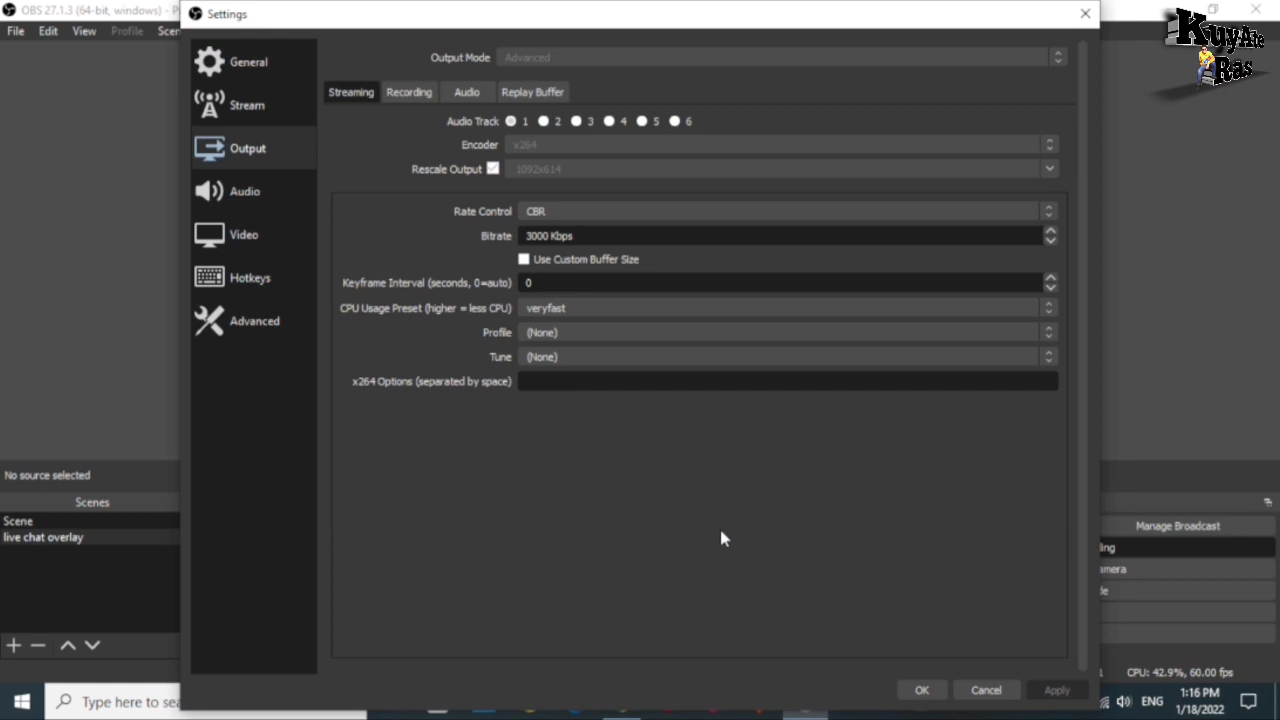 OBS 27.1.3 (64-bit, windows) - P
File Edit View Profile Scen
Settings
KuyAte
Ras
General
Stream
Output
Audio
Video
Hotkeys
Advanced
Output Mode Advanced
Streaming Recording Audio Replay Buffer
Audio Track 1 2 3 4 5 6
Encoder x264
Rescale Output 1092x614
Rate Control CBR
Bitrate 3000 Kbps
Use Custom Buffer Size
Keyframe Interval (seconds, 0=auto) 0
CPU Usage Preset (higher = less CPU) veryfast
Profile (None)
Tune (None)
x264 Options (separated by space)
No source selected
Scenes
Scene
live chat overlay
Manage Broadcast
ing
amera
de
OK Cancel Apply
CPU: 42.9%, 60.00 fps
Type here to sea
ENG
1:16 PM
1/18/2022